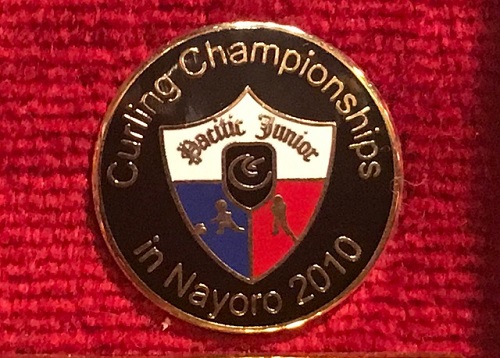 Curling Championships
Pacific Junior
in Nayoro 2010